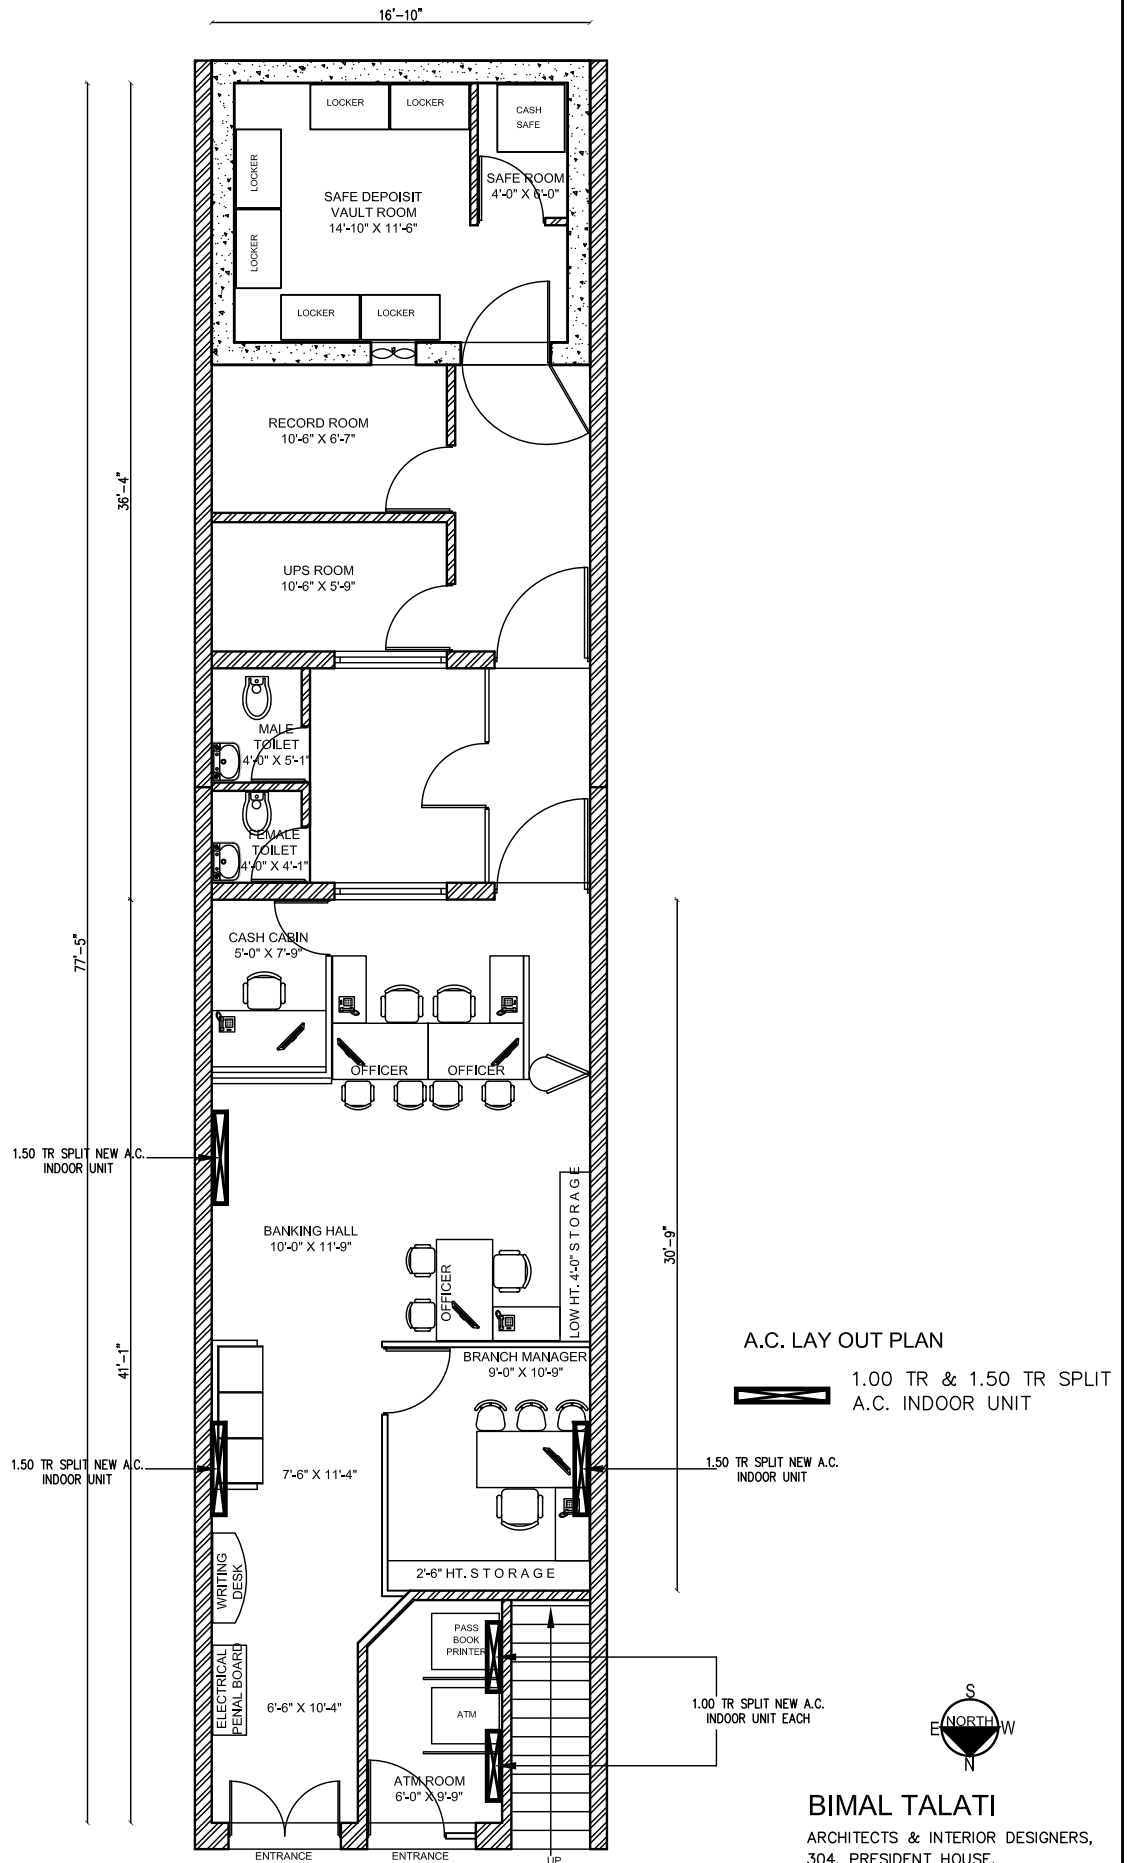 16'-10"
LOCKER
LOCKER
CASH
SAFE
LOCKER
SAFE ROOM
4'-0" X 6'-0"
SAFE DEPOISIT
VAULT ROOM
14'-10" X 11'-6"
LOCKER
LOCKER
LOCKER
RECORD ROOM
10'-6" X 6'-7"
36'-4"
UPS ROOM
10'-6" X 5'-9"
MALE
TOILET
4'-0" X 5'-1"
FEMALE
TOILET
4'-0" X 4'-1"
77'-5"
CASH CABIN
5'-0" X 7'-9"
OFFICER
OFFICER
1.50 TR SPLIT NEW A.C.
INDOOR UNIT
BANKING HALL
10'-0" X 11'-9"
OFFICER
LOW HT. 4'-0" STORAGE
30'-9"
41'-1"
BRANCH MANAGER
9'-0" X 10'-9"
A.C. LAY OUT PLAN
1.00 TR & 1.50 TR SPLIT
A.C. INDOOR UNIT
1.50 TR SPLIT NEW A.C.
INDOOR UNIT
7'-6" X 11'-4"
1.50 TR SPLIT NEW A.C.
INDOOR UNIT
2'-6" HT. STORAGE
WRITING
DESK
PASS
BOOK
PRINTER
ELECTRICAL
PENAL BOARD
6'-6" X 10'-4"
ATM
1.00 TR SPLIT NEW A.C.
INDOOR UNIT EACH
ATM ROOM
6'-0" X 9'-9"
S
E NORTH W
N
BIMAL TALATI
ARCHITECTS & INTERIOR DESIGNERS,
304, PRESIDENT HOUSE,
ENTRANCE
ENTRANCE
UP